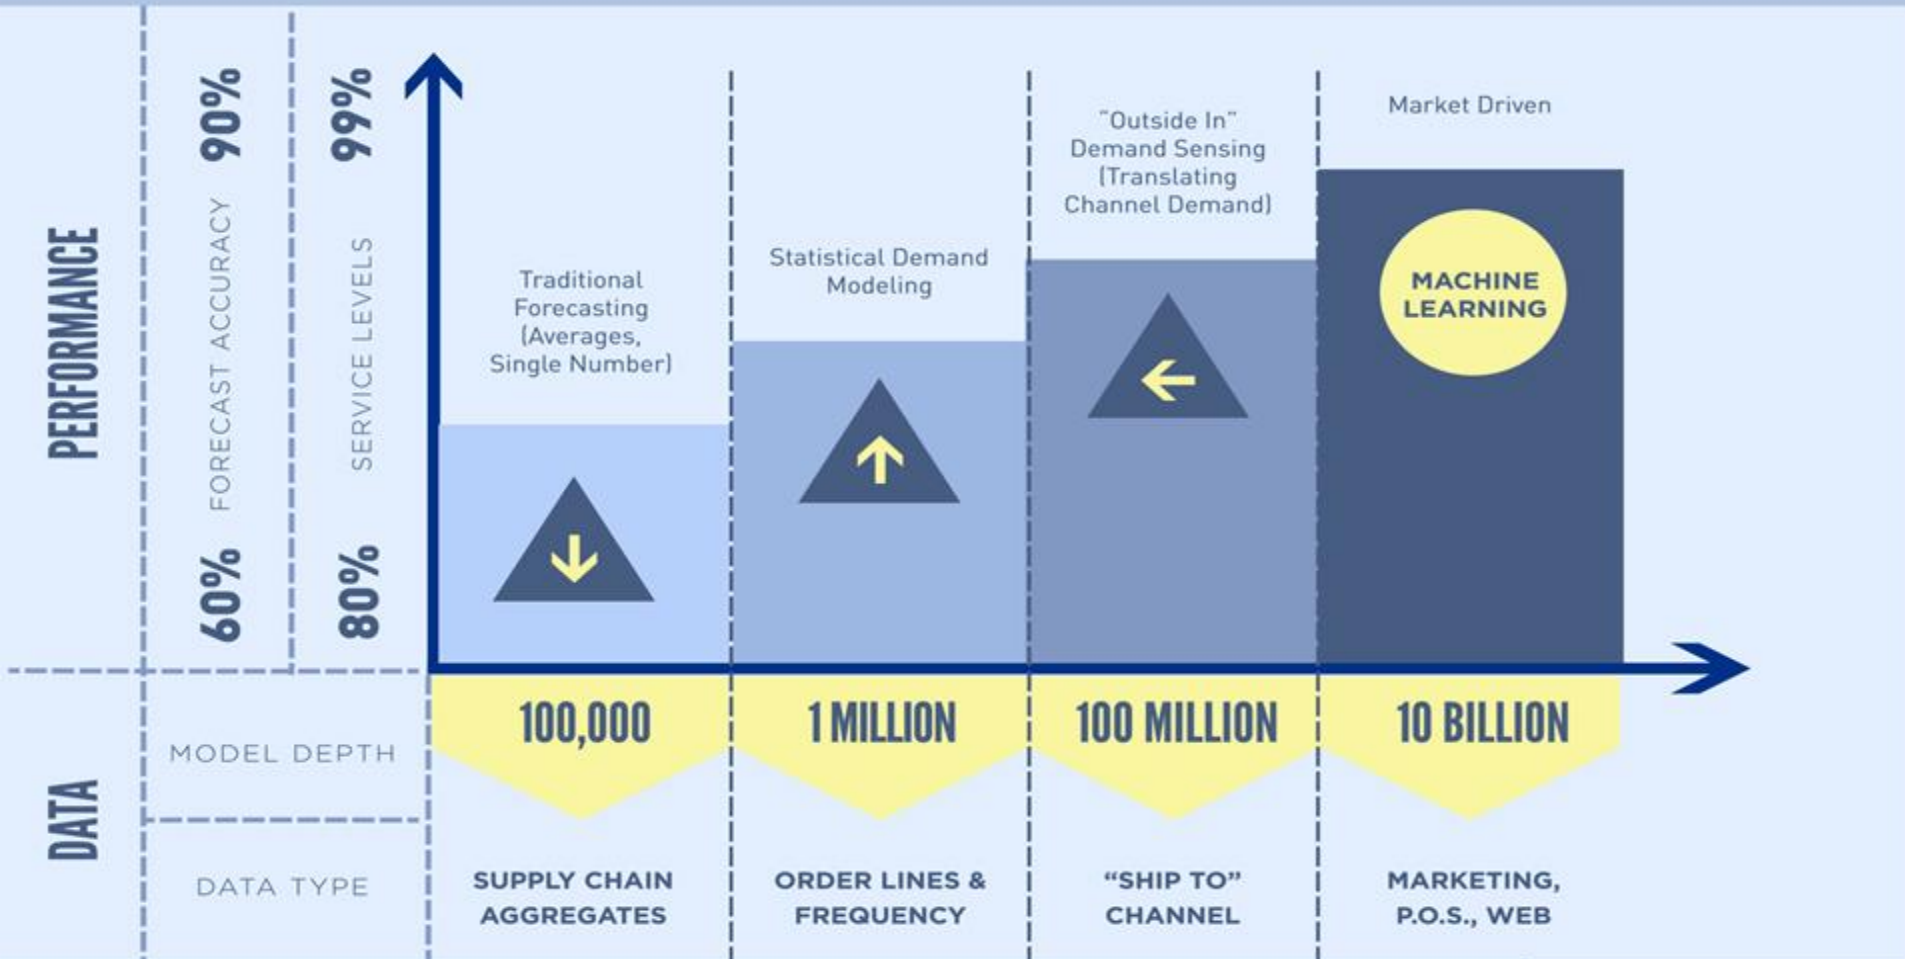 PERFORMANCE
90%
FORECAST ACCURACY
60%
99%
SERVICE LEVELS
80%
Traditional
Forecasting
(Averages,
Single Number)
Statistical Demand
Modeling
"Outside In"
Demand Sensing
(Translating
Channel Demand)
Market Driven
MACHINE
LEARNING
DATA
MODEL DEPTH
100,000
1 MILLION
100 MILLION
10 BILLION
DATA TYPE
SUPPLY CHAIN
AGGREGATES
ORDER LINES &
FREQUENCY
“SHIP TO”
CHANNEL
MARKETING,
P.O.S., WEB